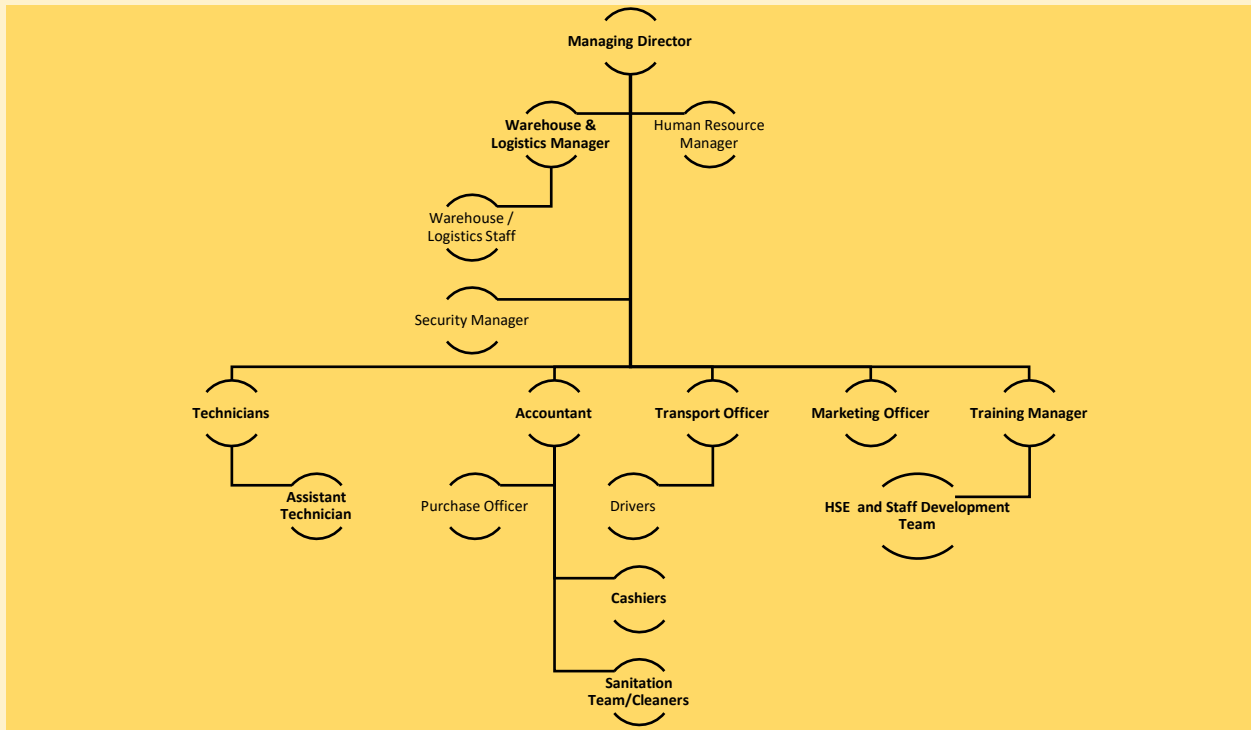 Managing Director
Warehouse &
Logistics Manager
Human Resource
Manager
Warehouse /
Logistics Staff
Security Manager
Technicians
Accountant
Transport Officer
Marketing Officer
Training Manager
Assistant
Technician
Purchase Officer
Drivers
HSE and Staff Development
Team
Cashiers
Sanitation
Team/Cleaners